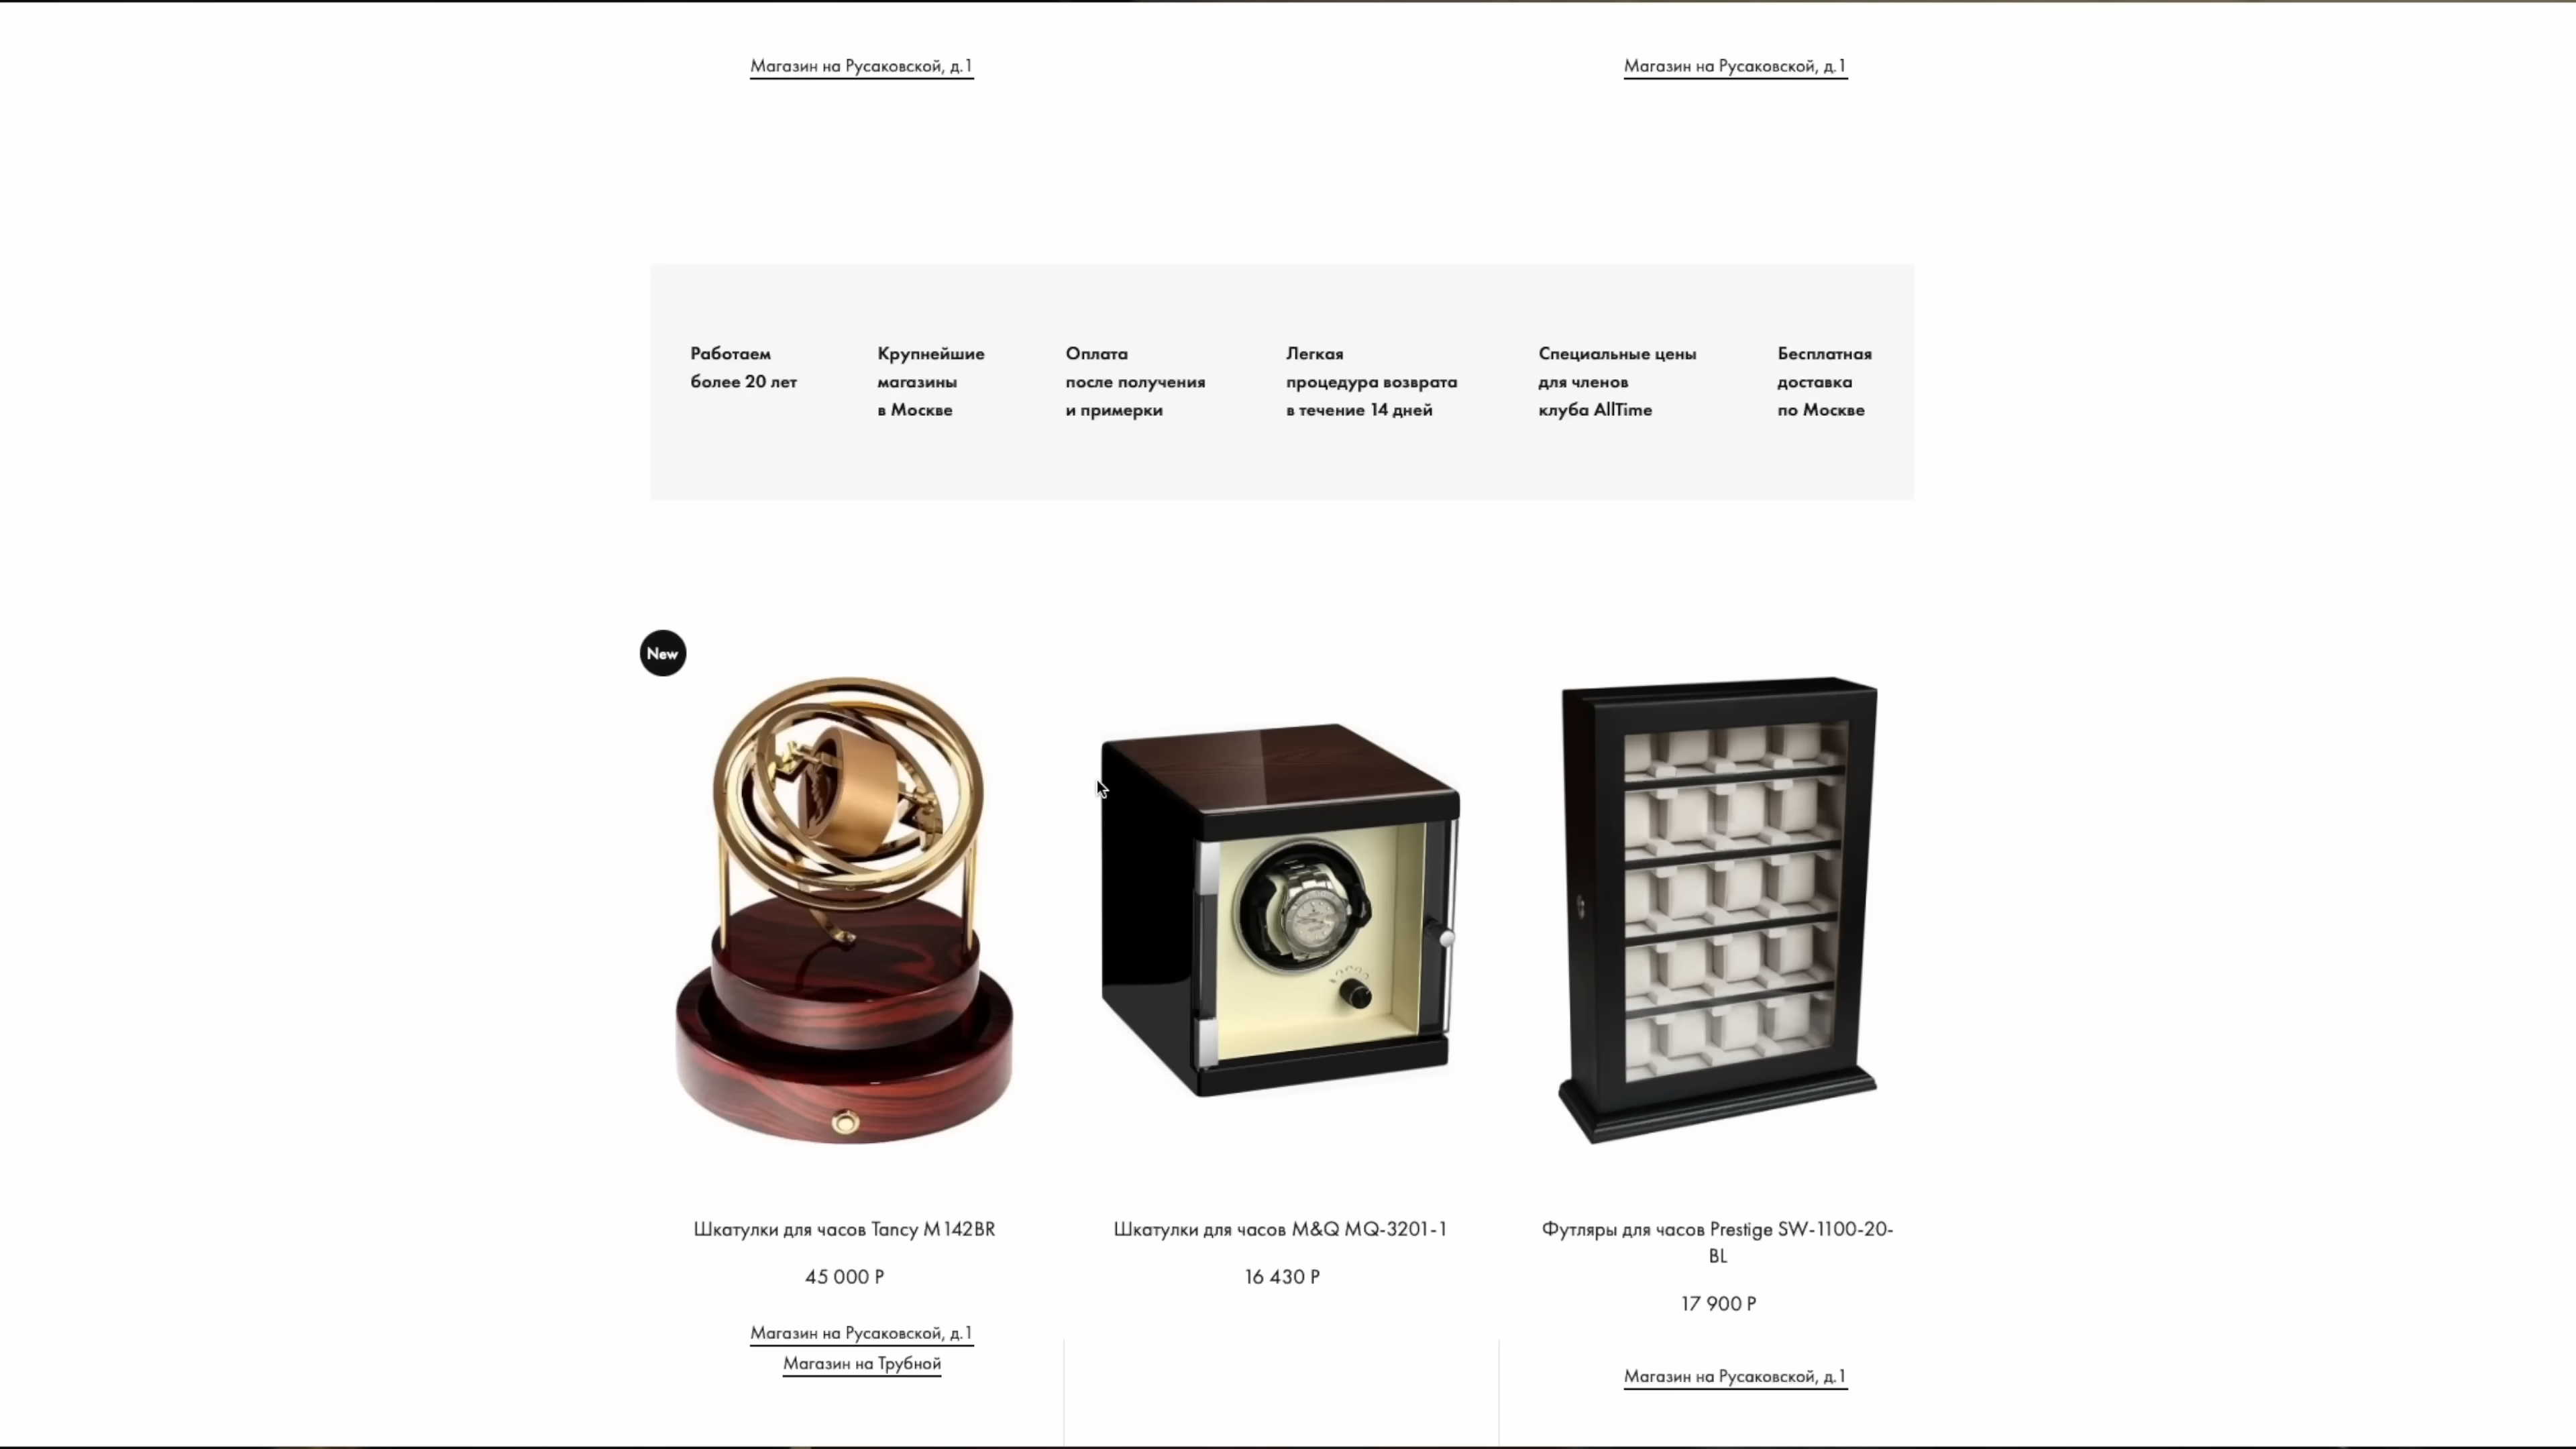 Магазин на Русаковской, д.1
Магазин на Русаковской, д.1
Работаем
более 20 лет
Крупнейшие
магазины
в Москве
Оплата
после получения
и примерки
Легкая
процедура возврата
в течение 14 дней
Специальные цены
для членов
клуба AllTime
Бесплатная
доставка
по Москве
New
Шкатулки для часов Tancy M142BR
45 000 Р
Магазин на Русаковской, д.1
Магазин на Трубной
Шкатулки для часов M&Q MQ-3201-1
16 430 Р
Футляры для часов Prestige SW-1100-20-
BL
17 900 Р
Магазин на Русаковской, д.1